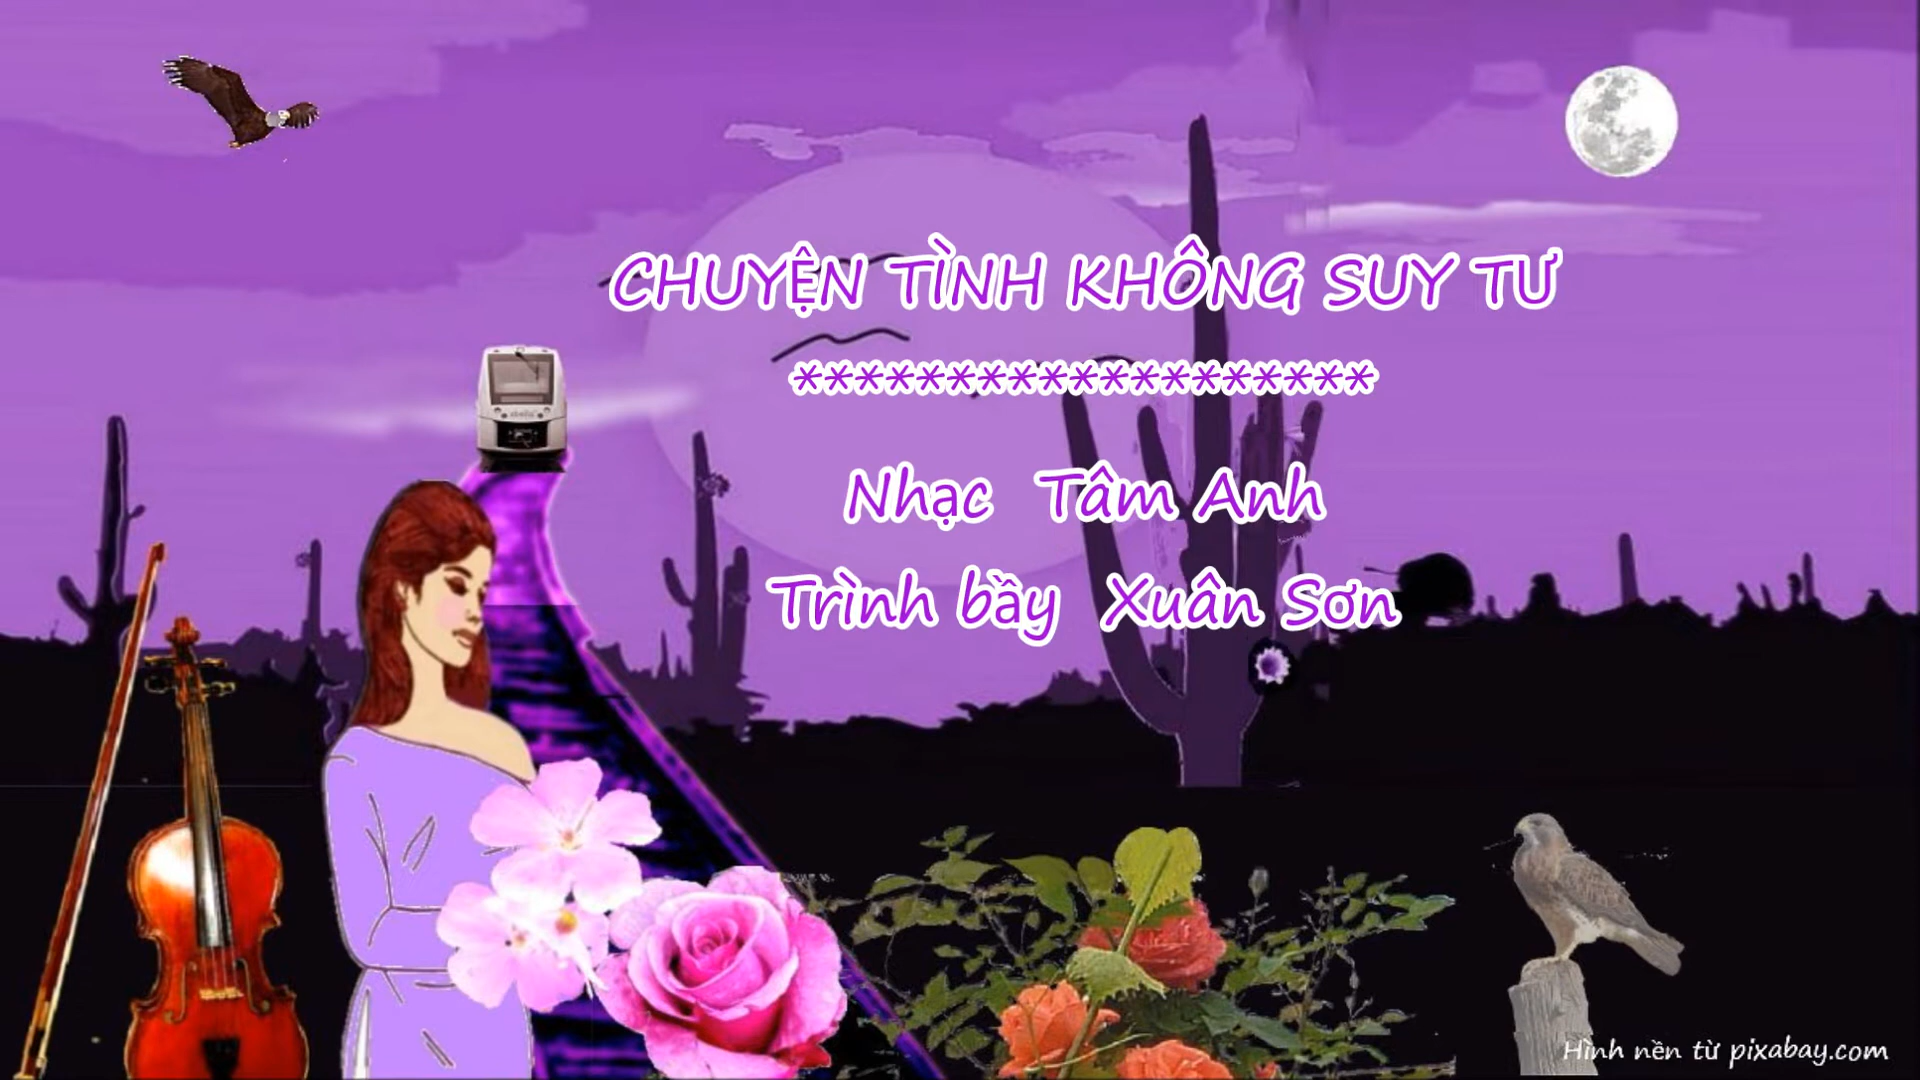 CHUYỆN TÌNH KHÔNG SUY TƯ
*******************
Nhạc Tâm Anh
Trình bầy Xuân Sơn
Hình nền từ pixabay.com